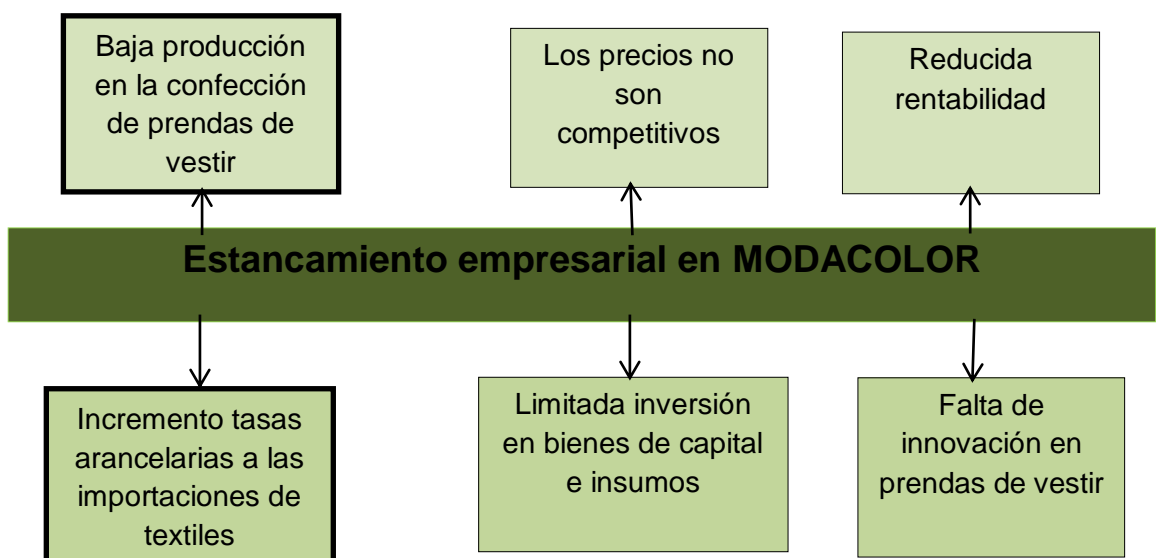 Baja producción
en la confección
de prendas de
vestir
Los precios no
son
competitivos
Reducida
rentabilidad
Estancamiento empresarial en MODACOLOR
Incremento tasas
arancelarias a las
importaciones de
textiles
Limitada inversión
en bienes de capital
e insumos
Falta de
innovación en
prendas de vestir